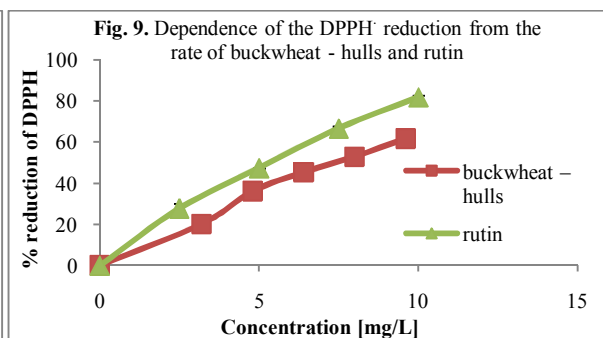 Fig. 9. Dependence of the DPPH· reduction from the
rate of buckwheat - hulls and rutin
% reduction of DPPH
100
80
60
40
20
0
0
5
10
15
Concentration [mg/L]
buckwheat –
hulls
rutin